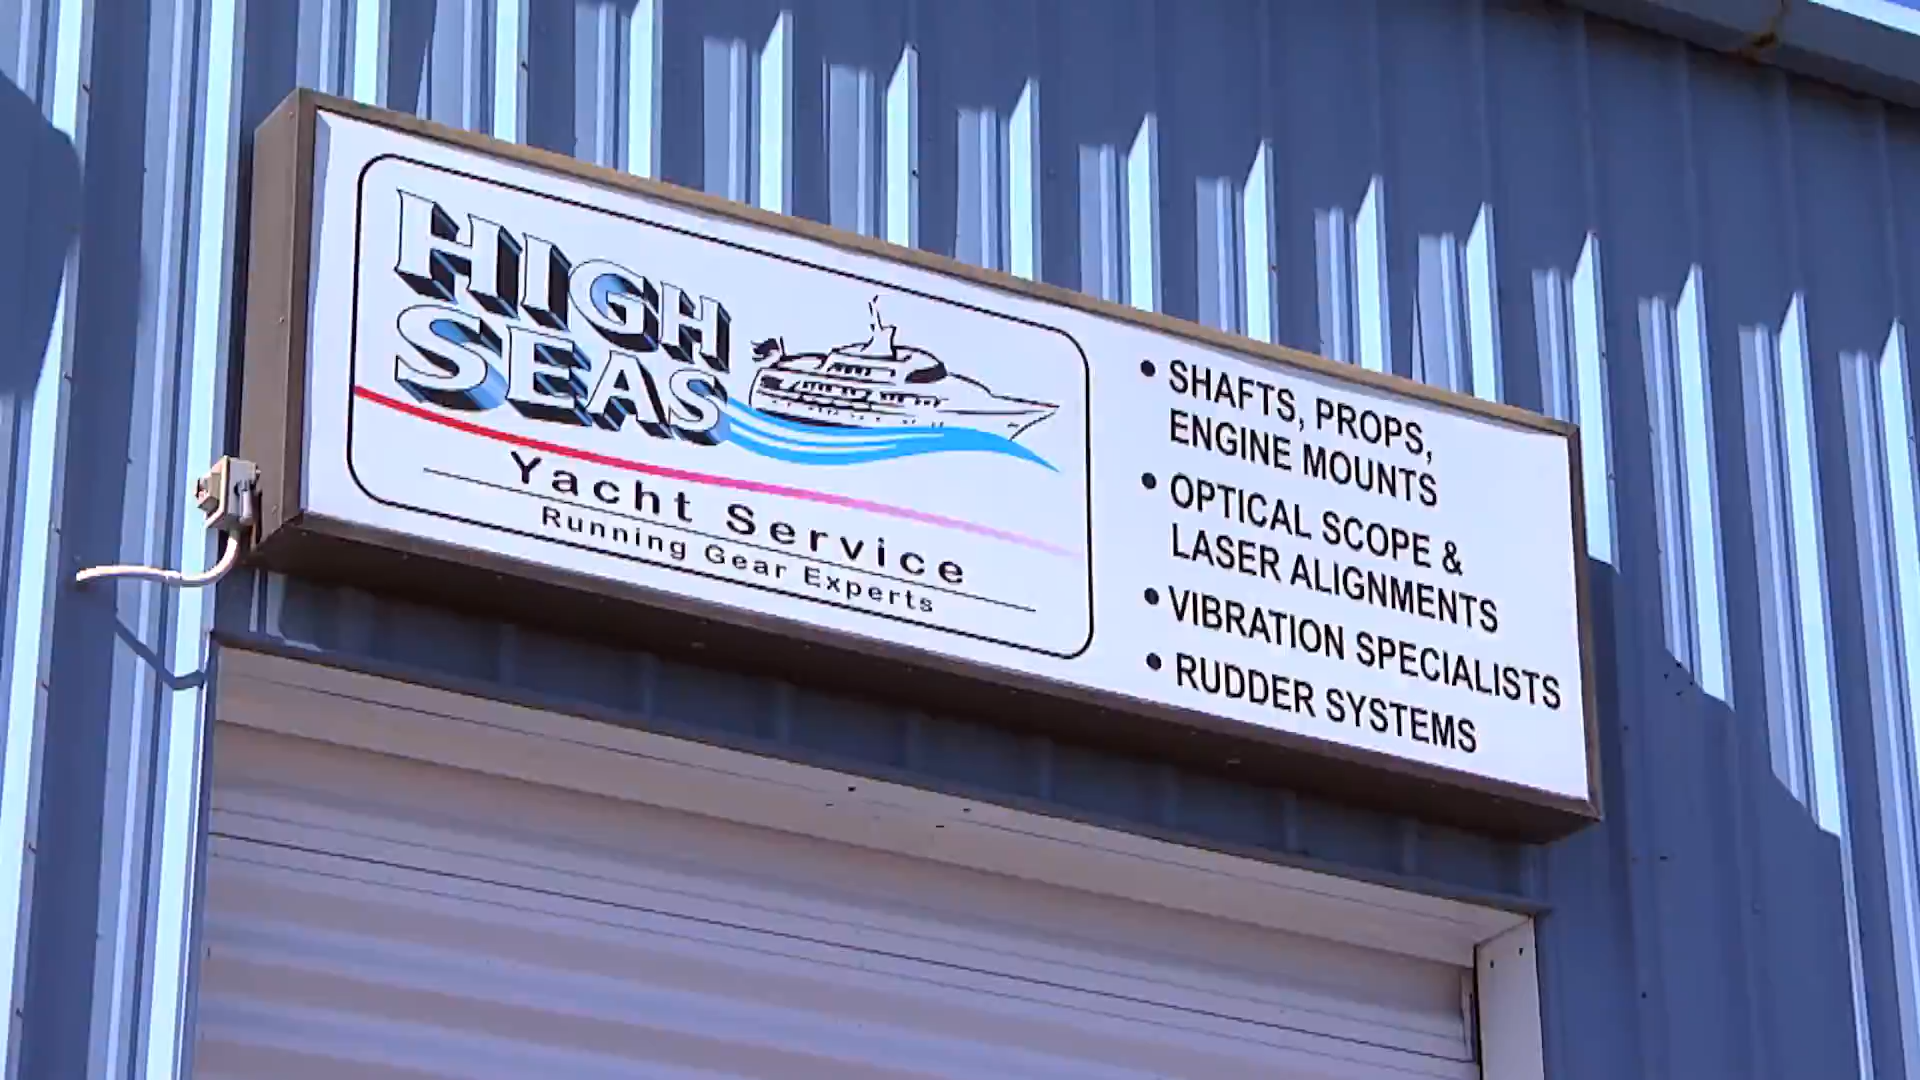 HIGH
SEAS
Yacht Service
Running Gear Experts
• SHAFTS, PROPS,
ENGINE MOUNTS
• OPTICAL SCOPE &
LASER ALIGNMENTS
• VIBRATION SPECIALISTS
• RUDDER SYSTEMS